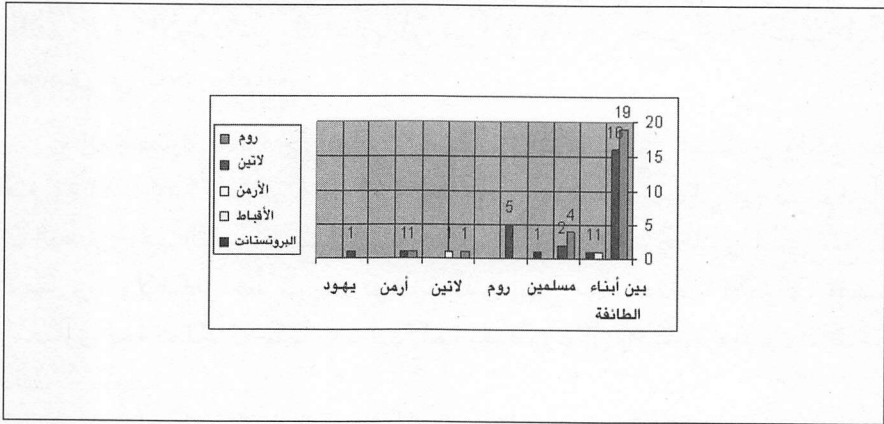 19
20
16
15
10
5
4
5
2
1
11
1
1
11
1
0
بين أبناء
الطائفة
مسلمين
روم
لاتين
أرمن
يهود
روم
لاتين
الأرمن
الأقباط
البروتستانت